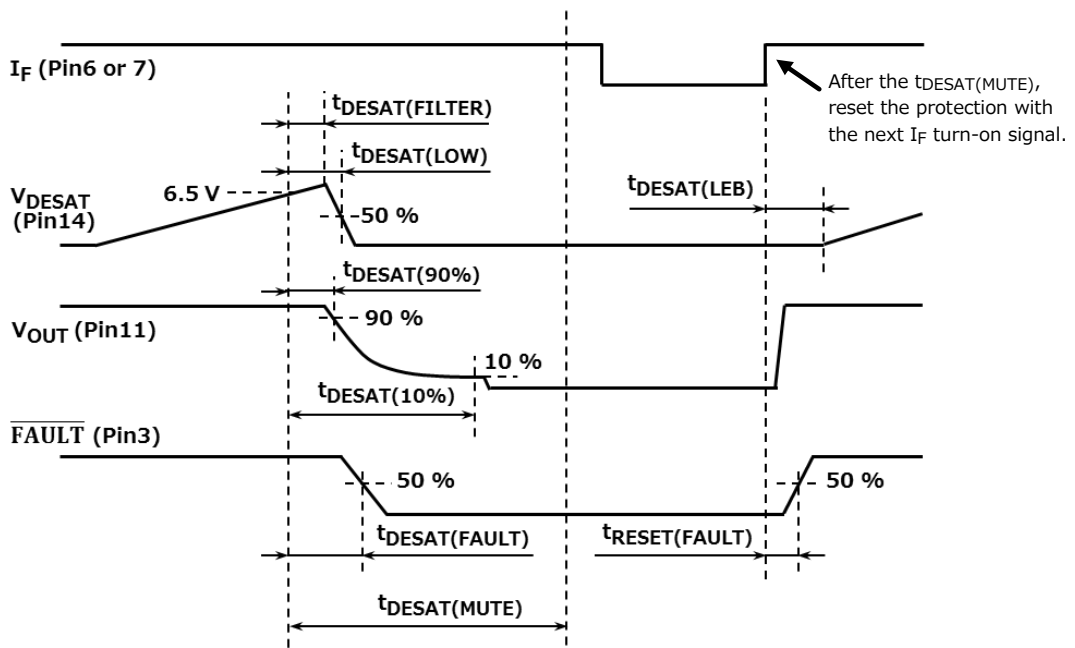 IF (Pin6 or 7)
After the tDESAT(MUTE),
reset the protection with
the next IF turn-on signal.
tDESAT(FILTER)
tDESAT(LOW)
6.5 V
VDESAT
(Pin14)
50 %
tDESAT(LEB)
tDESAT(90%)
VOUT (Pin11)
90 %
10 %
tDESAT(10%)
FAULT (Pin3)
50 %
50 %
tDESAT(FAULT)
tRESET(FAULT)
tDESAT(MUTE)